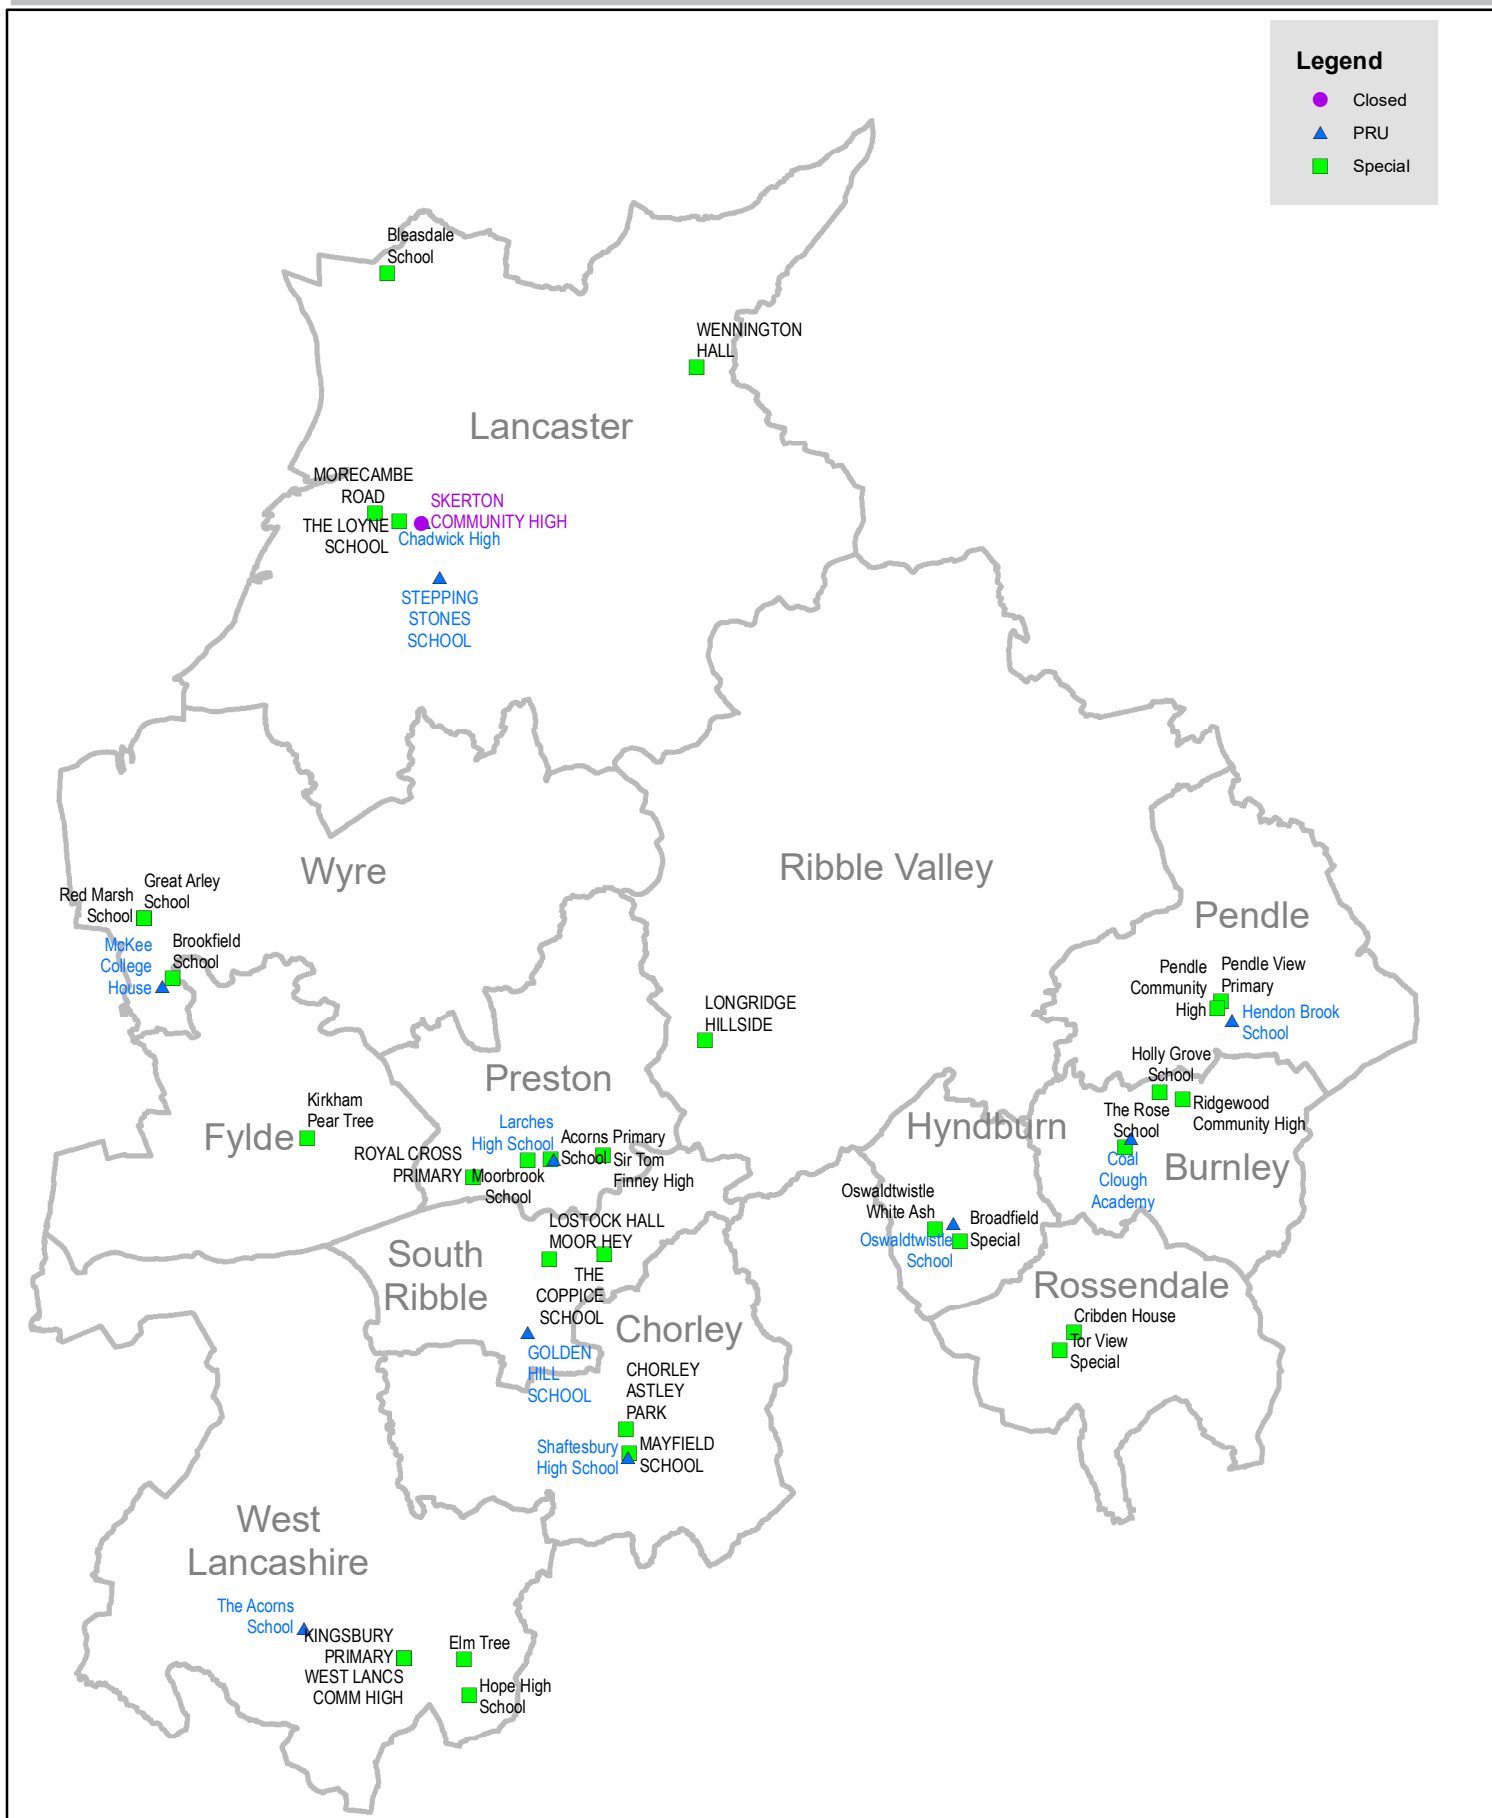 Legend
Closed
PRU
Special
Bleasdale
School
WENNINGTON
HALL
Lancaster
MORECAMBE
ROAD
SKERTON
COMMUNITY HIGH
THE LOYNE
SCHOOL
Chadwick High
STEPPING
STONES
SCHOOL
Wyre
Ribble Valley
Great Arley
School
Red Marsh
School
McKee
College
House
Brookfield
School
Pendle
Pendle
Community
High
Pendle View
Primary
Hendon Brook
School
LONGRIDGE
HILLSIDE
Holly Grove
School
Ridgewood
Community High
Preston
Kirkham
Pear Tree
Fylde
Larches
High School
Acorns Primary
School
ROYAL CROSS
PRIMARY
Moorbrook
School
Sir Tom
Finney High
Hyndburn
The Rose
School
Coal
Clough
Academy
Burnley
Oswaldtwistle
White Ash
Broadfield
Special
Oswaldtwistle
School
LOSTOCK HALL
MOOR HEY
South
Ribble
THE
COPPICE
SCHOOL
Rossendale
Cribden House
Tor View
Special
Chorley
GOLDEN
HILL
SCHOOL
CHORLEY
ASTLEY
PARK
Shaftesbury
High School
MAYFIELD
SCHOOL
West
Lancashire
The Acorns
School
KINGSBURY
PRIMARY
WEST LANCS
COMM HIGH
Elm Tree
Hope High
School